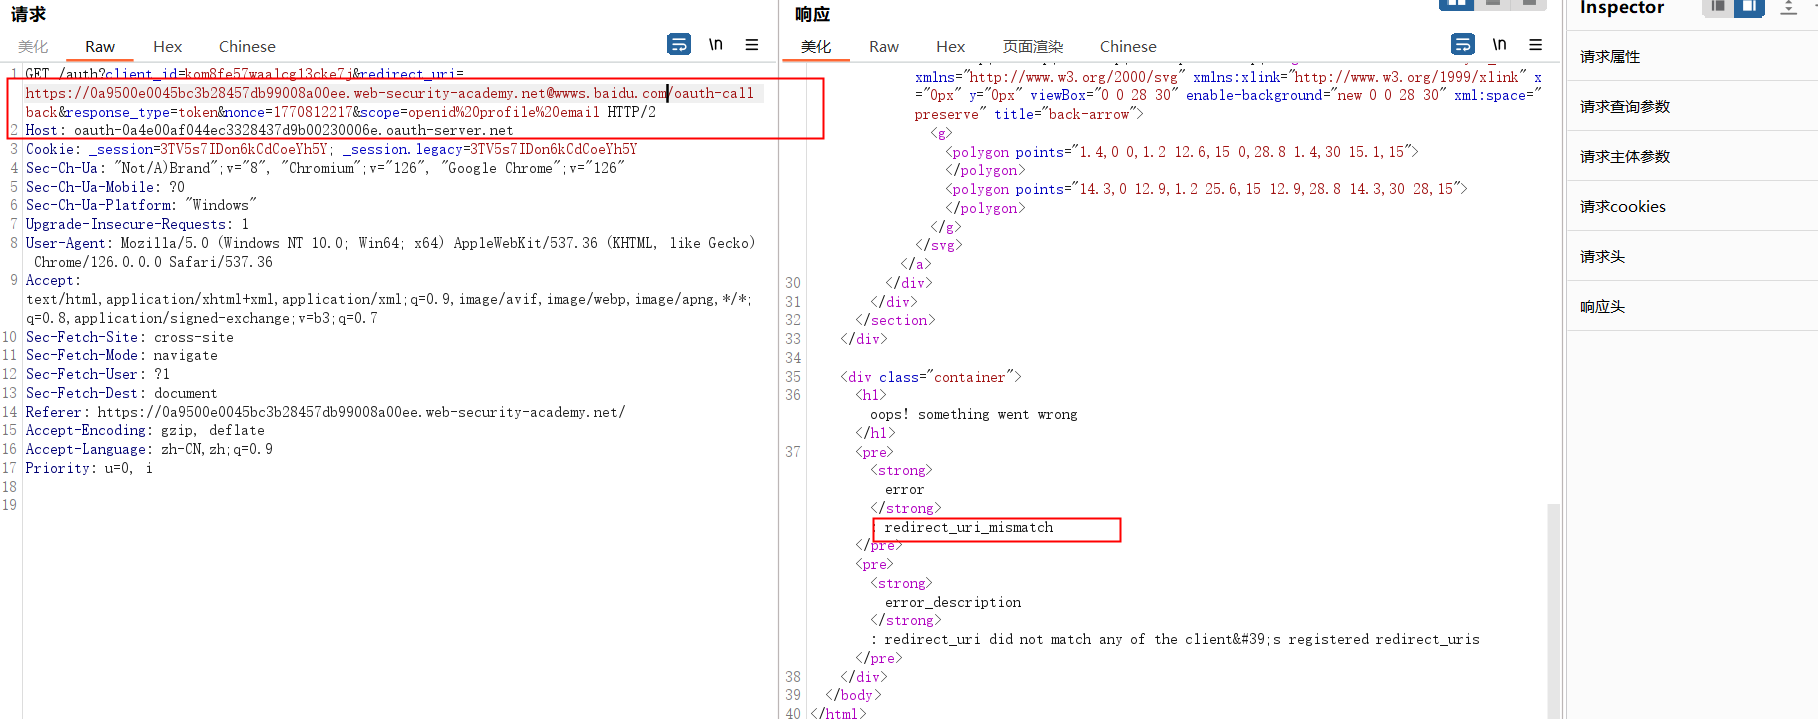 请求
美化 Raw Hex Chinese
\n
1 GET /auth?client_id=kom8fe57waalcg13cke7j&redirect_uri=
https://0a9500e0045bc3b28457db99008a00ee.web-security-academy.net@wwws.baidu.com/oauth-call
back&response_type=token&nonce=1770812217&scope=openid%20profile%20email HTTP/2
2 Host: oauth-0a4e00af044ec3328437d9b00230006e.oauth-server.net
3 Cookie: _session=3TV5s7IDon6kCdCoeYh5Y; _session.legacy=3TV5s7IDon6kCdCoeYh5Y
4 Sec-Ch-Ua: "Not/A)Brand";v="8", "Chromium";v="126", "Google Chrome";v="126"
5 Sec-Ch-Ua-Mobile: ?0
6 Sec-Ch-Ua-Platform: "Windows"
7 Upgrade-Insecure-Requests: 1
8 User-Agent: Mozilla/5.0 (Windows NT 10.0; Win64; x64) AppleWebKit/537.36 (KHTML, like Gecko)
Chrome/126.0.0.0 Safari/537.36
9 Accept:
text/html,application/xhtml+xml,application/xml;q=0.9,image/avif,image/webp,image/apng,*/*;
q=0.8,application/signed-exchange;v=b3;q=0.7
10 Sec-Fetch-Site: cross-site
11 Sec-Fetch-Mode: navigate
12 Sec-Fetch-User: ?1
13 Sec-Fetch-Dest: document
14 Referer: https://0a9500e0045bc3b28457db99008a00ee.web-security-academy.net/
15 Accept-Encoding: gzip, deflate
16 Accept-Language: zh-CN,zh;q=0.9
17 Priority: u=0, i
18
19
响应
美化 Raw Hex 页面渲染 Chinese
\n
xmlns="http://www.w3.org/2000/svg" xmlns:xlink="http://www.w3.org/1999/xlink" x
="0px" y="0px" viewBox="0 0 28 30" enable-background="new 0 0 28 30" xml:space="
preserve" title="back-arrow">
<g>
<polygon points="1.4,0 0,1.2 12.6,15 0,28.8 1.4,30 15.1,15">
</polygon>
<polygon points="14.3,0 12.9,1.2 25.6,15 12.9,28.8 14.3,30 28,15">
</polygon>
</g>
</svg>
</a>
30 </div>
31 </div>
32 </section>
33 </div>
34
35 <div class="container">
36 <h1>
oops! something went wrong
</h1>
37 <pre>
<strong>
error
</strong>
: redirect_uri_mismatch
</pre>
<pre>
<strong>
error_description
</strong>
: redirect_uri did not match any of the client&#39;s registered redirect_uris
</pre>
38 </div>
39 </body>
40 </html>
Inspector
请求属性
请求查询参数
请求主体参数
请求cookies
请求头
响应头